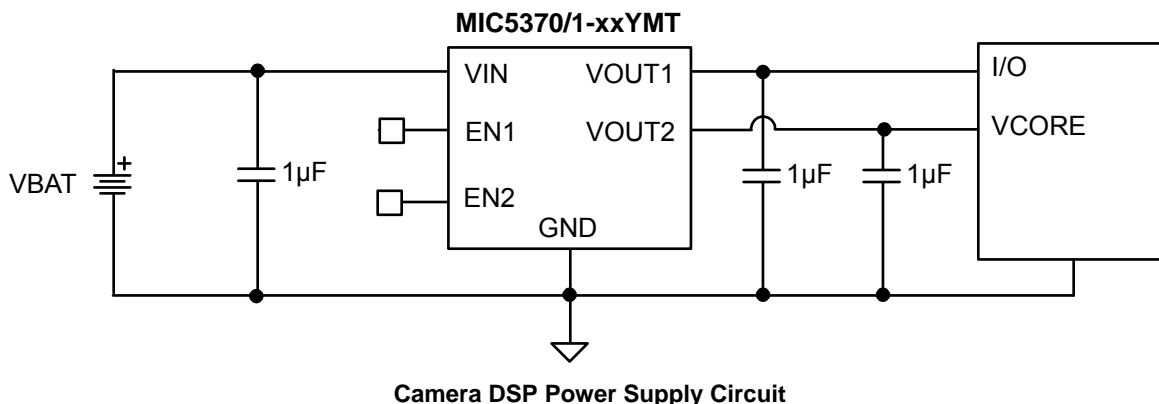 MIC5370/1-xxYMT
VIN
VOUT1
I/O
EN1
VOUT2
VCORE
+
VBAT
1µF
1µF
1µF
EN2
GND
Camera DSP Power Supply Circuit